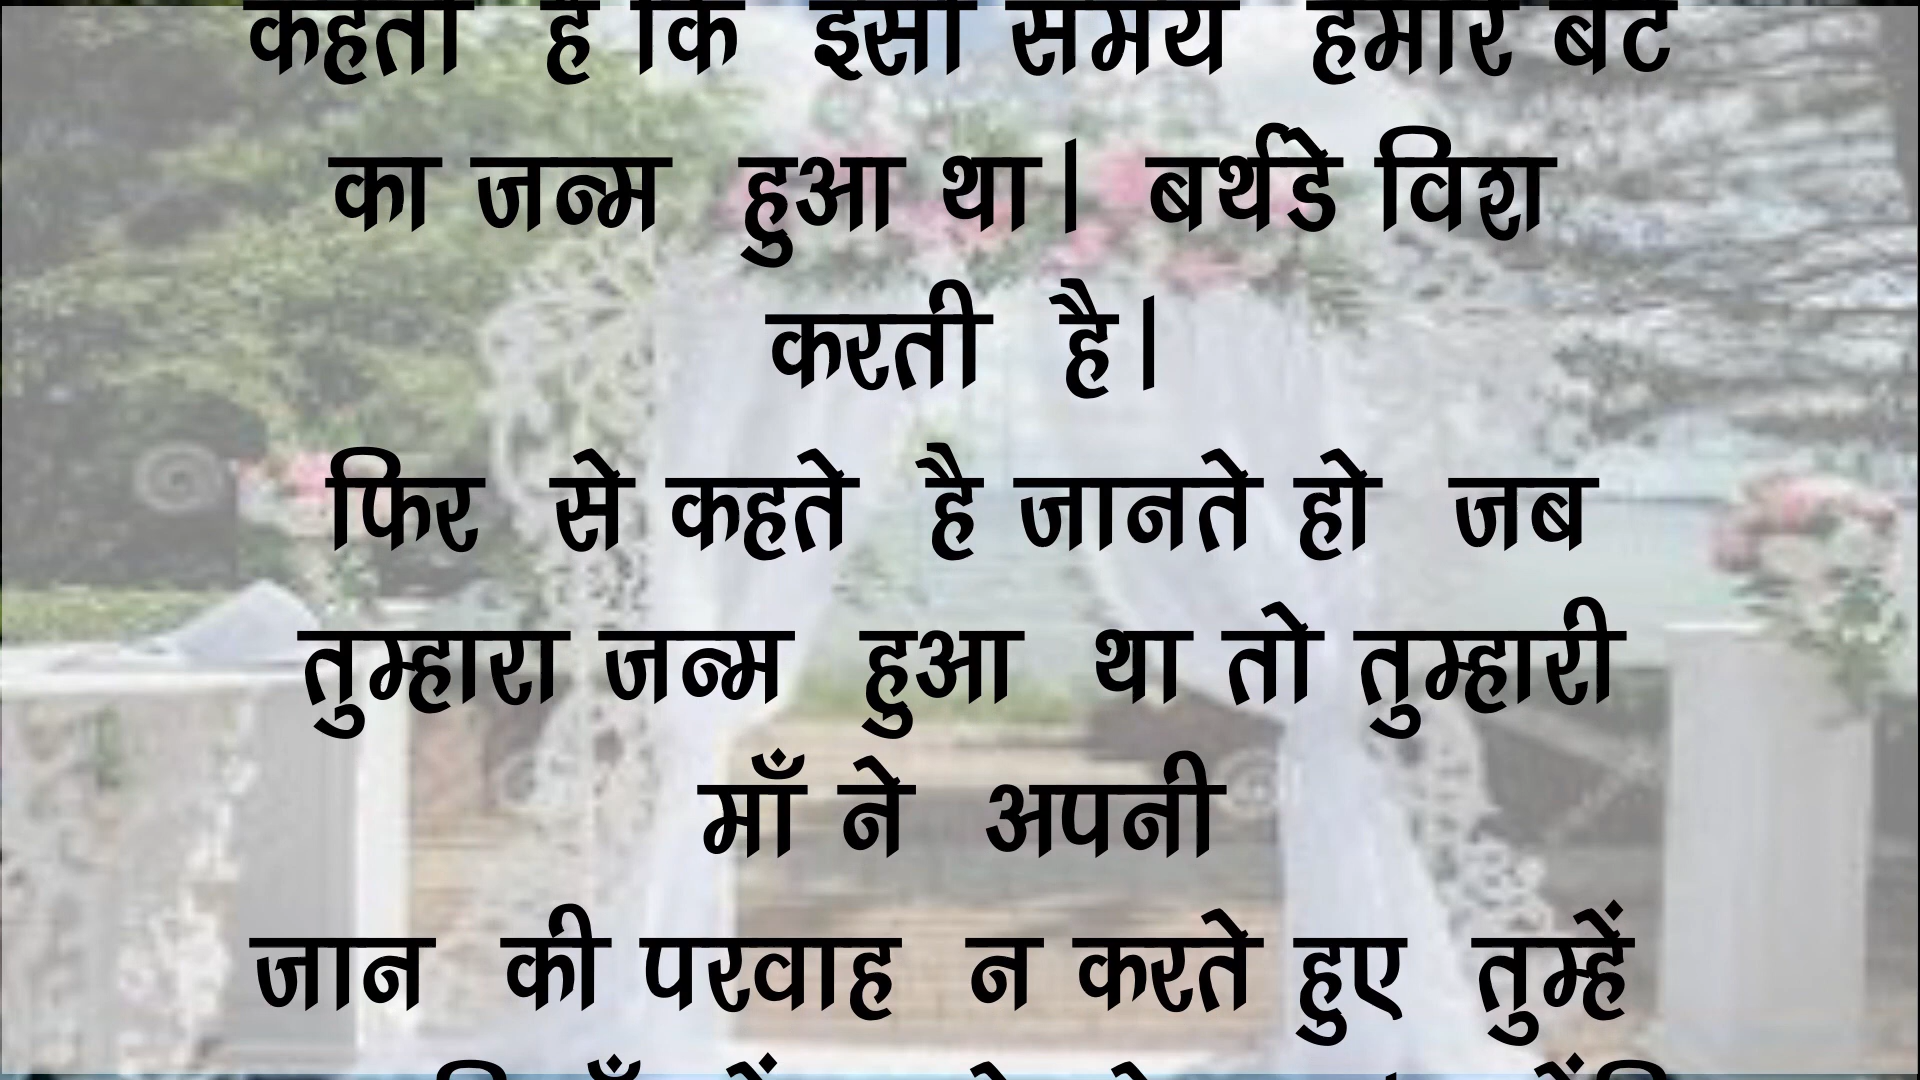 कहती है कि इसी समय हमारे बेटे
का जन्म हुआ था। बर्थडे विश
करती है।
फिर से कहते है जानते हो जब
तुम्हारा जन्म हुआ था तो तुम्हारी
माँ ने अपनी
जान की परवाह न करते हुए तुम्हें